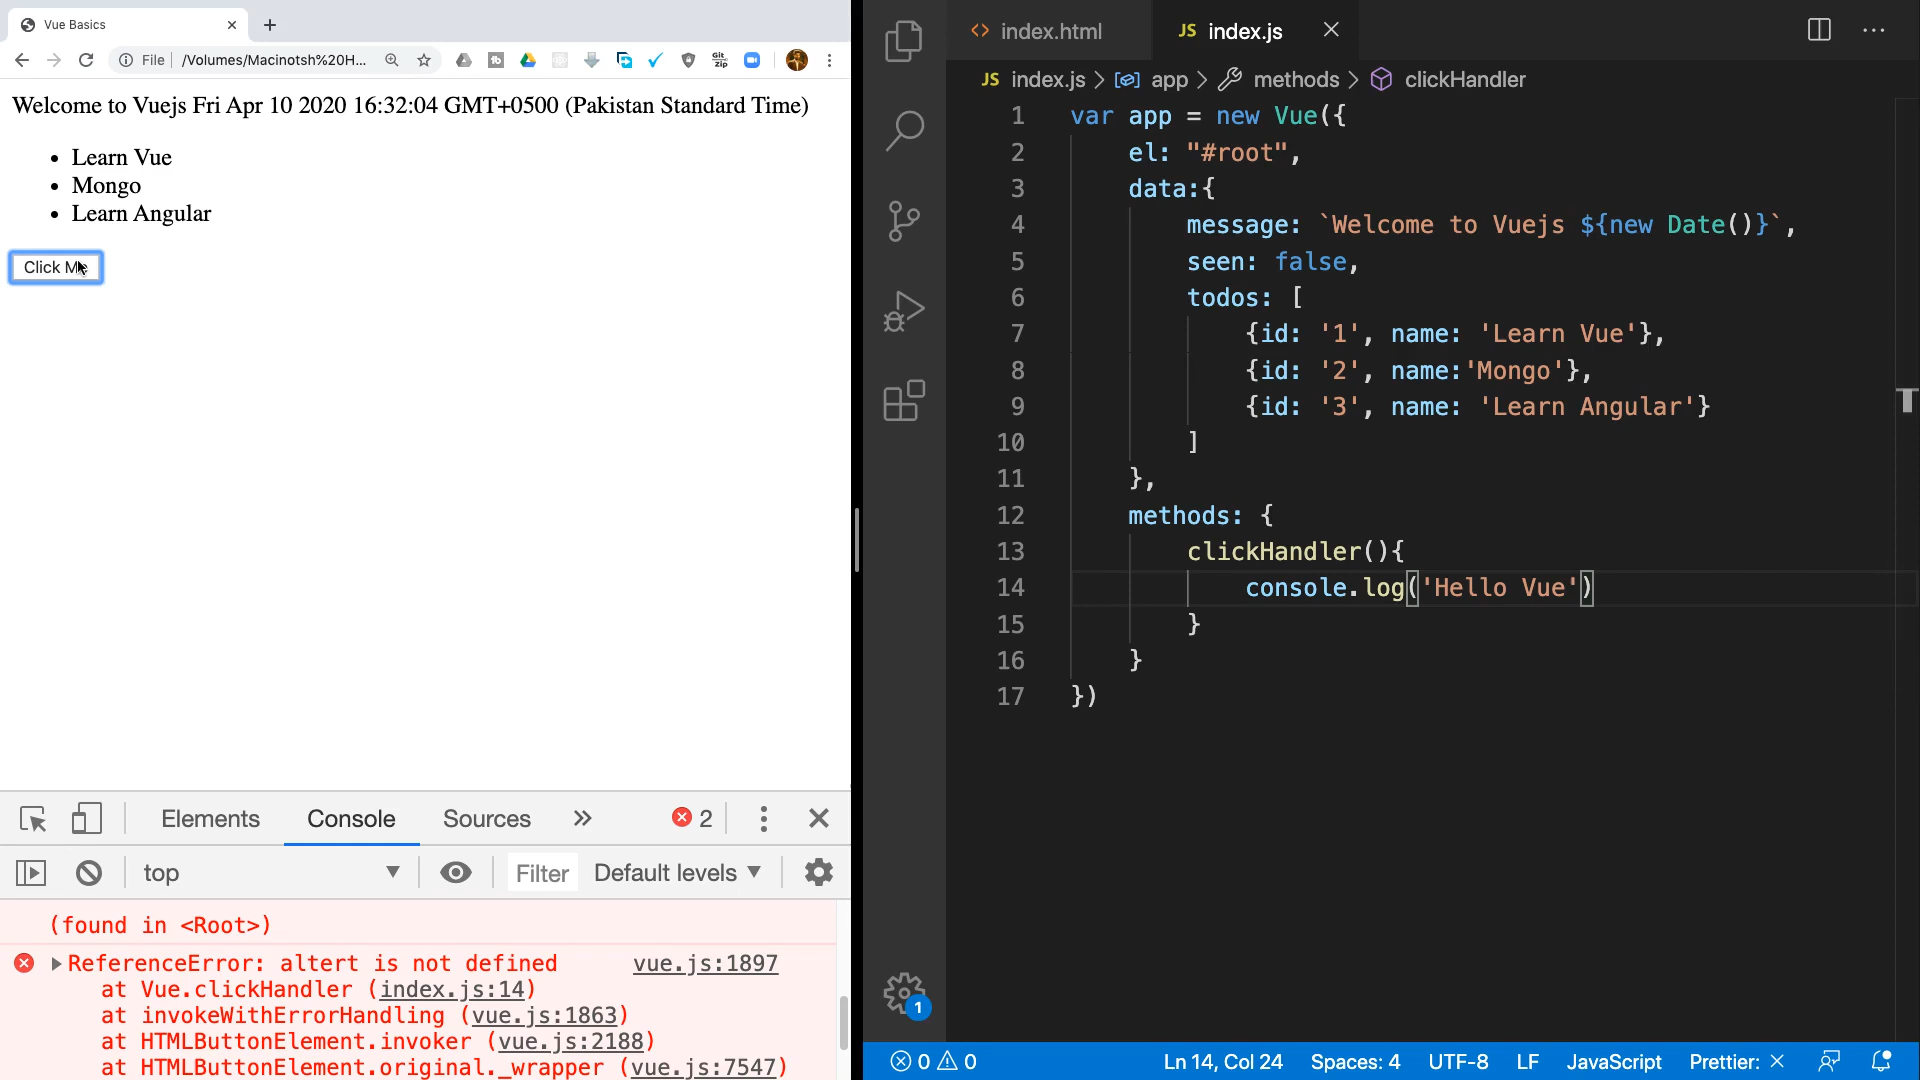 Vue Basics
File /Volumes/Macinotsh%20H...
Git
Zip
Welcome to Vuejs Fri Apr 10 2020 16:32:04 GMT+0500 (Pakistan Standard Time)
• Learn Vue
• Mongo
• Learn Angular
Click Me
Elements Console Sources 2
top Filter Default levels
(found in <Root>)
ReferenceError: altert is not defined vue.js:1897
at Vue.clickHandler (index.js:14)
at invokeWithErrorHandling (vue.js:1863)
at HTMLButtonElement.invoker (vue.js:2188)
at HTMLButtonElement.original._wrapper (vue.js:7547)
index.html JS index.js
JS index.js > app > methods > clickHandler
1 var app = new Vue({
2 el: "#root",
3 data:{
4 message: `Welcome to Vuejs ${new Date()}`,
5 seen: false,
6 todos: [
7 {id: '1', name: 'Learn Vue'},
8 {id: '2', name:'Mongo'},
9 {id: '3', name: 'Learn Angular'}
10 ]
11 },
12 methods: {
13 clickHandler(){
14 console.log('Hello Vue')
15 }
16 }
17 })
1
0 0 Ln 14, Col 24 Spaces: 4 UTF-8 LF JavaScript Prettier: ×